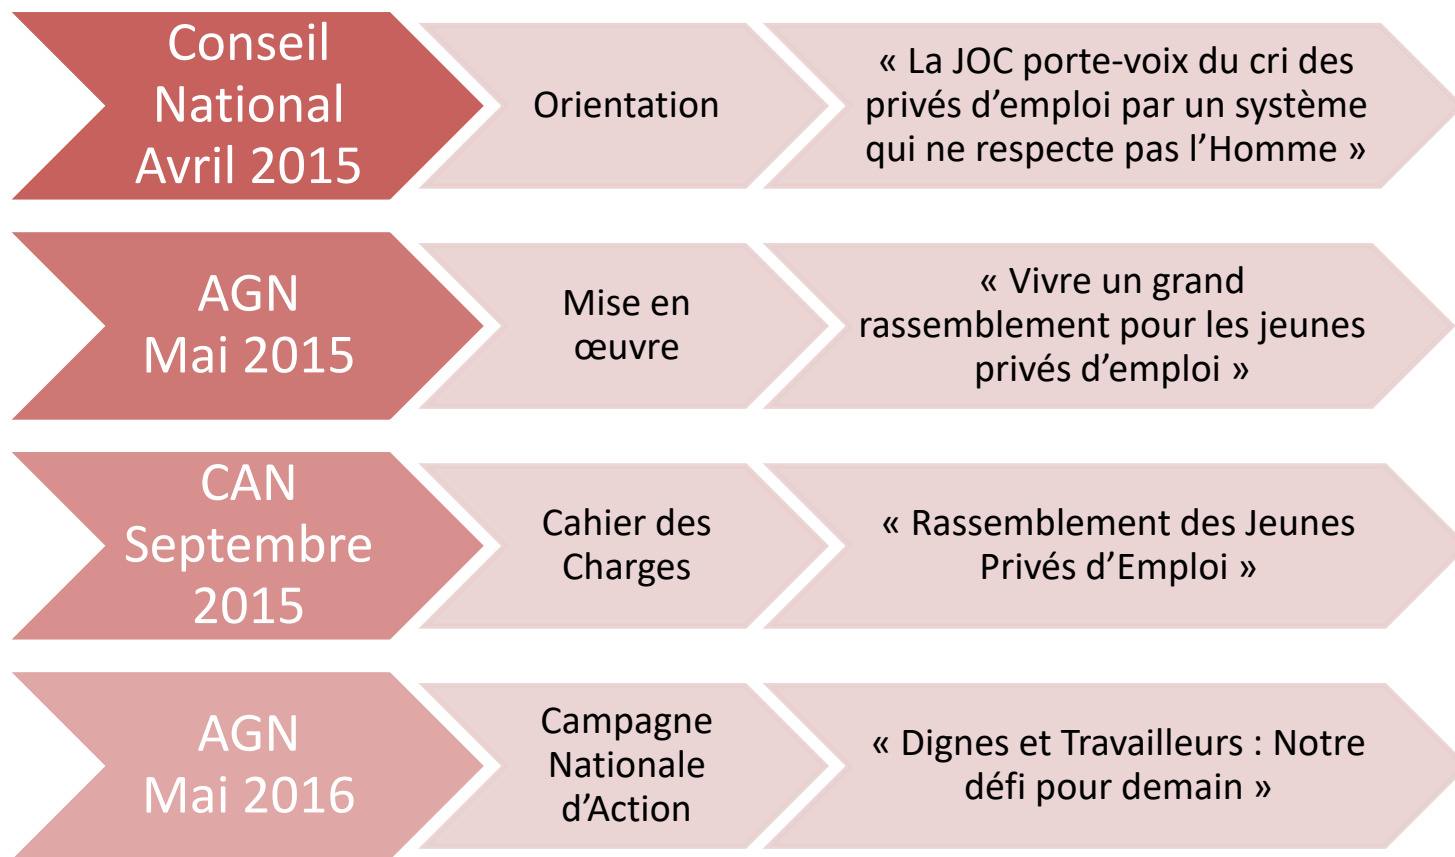 Conseil
National
Avril 2015
Orientation
« La JOC porte-voix du cri des
privés d’emploi par un système
qui ne respecte pas l’Homme »
AGN
Mai 2015
Mise en
œuvre
« Vivre un grand
rassemblement pour les jeunes
privés d’emploi »
CAN
Septembre
2015
Cahier des
Charges
« Rassemblement des Jeunes
Privés d’Emploi »
AGN
Mai 2016
Campagne
Nationale
d’Action
« Dignes et Travailleurs : Notre
défi pour demain »